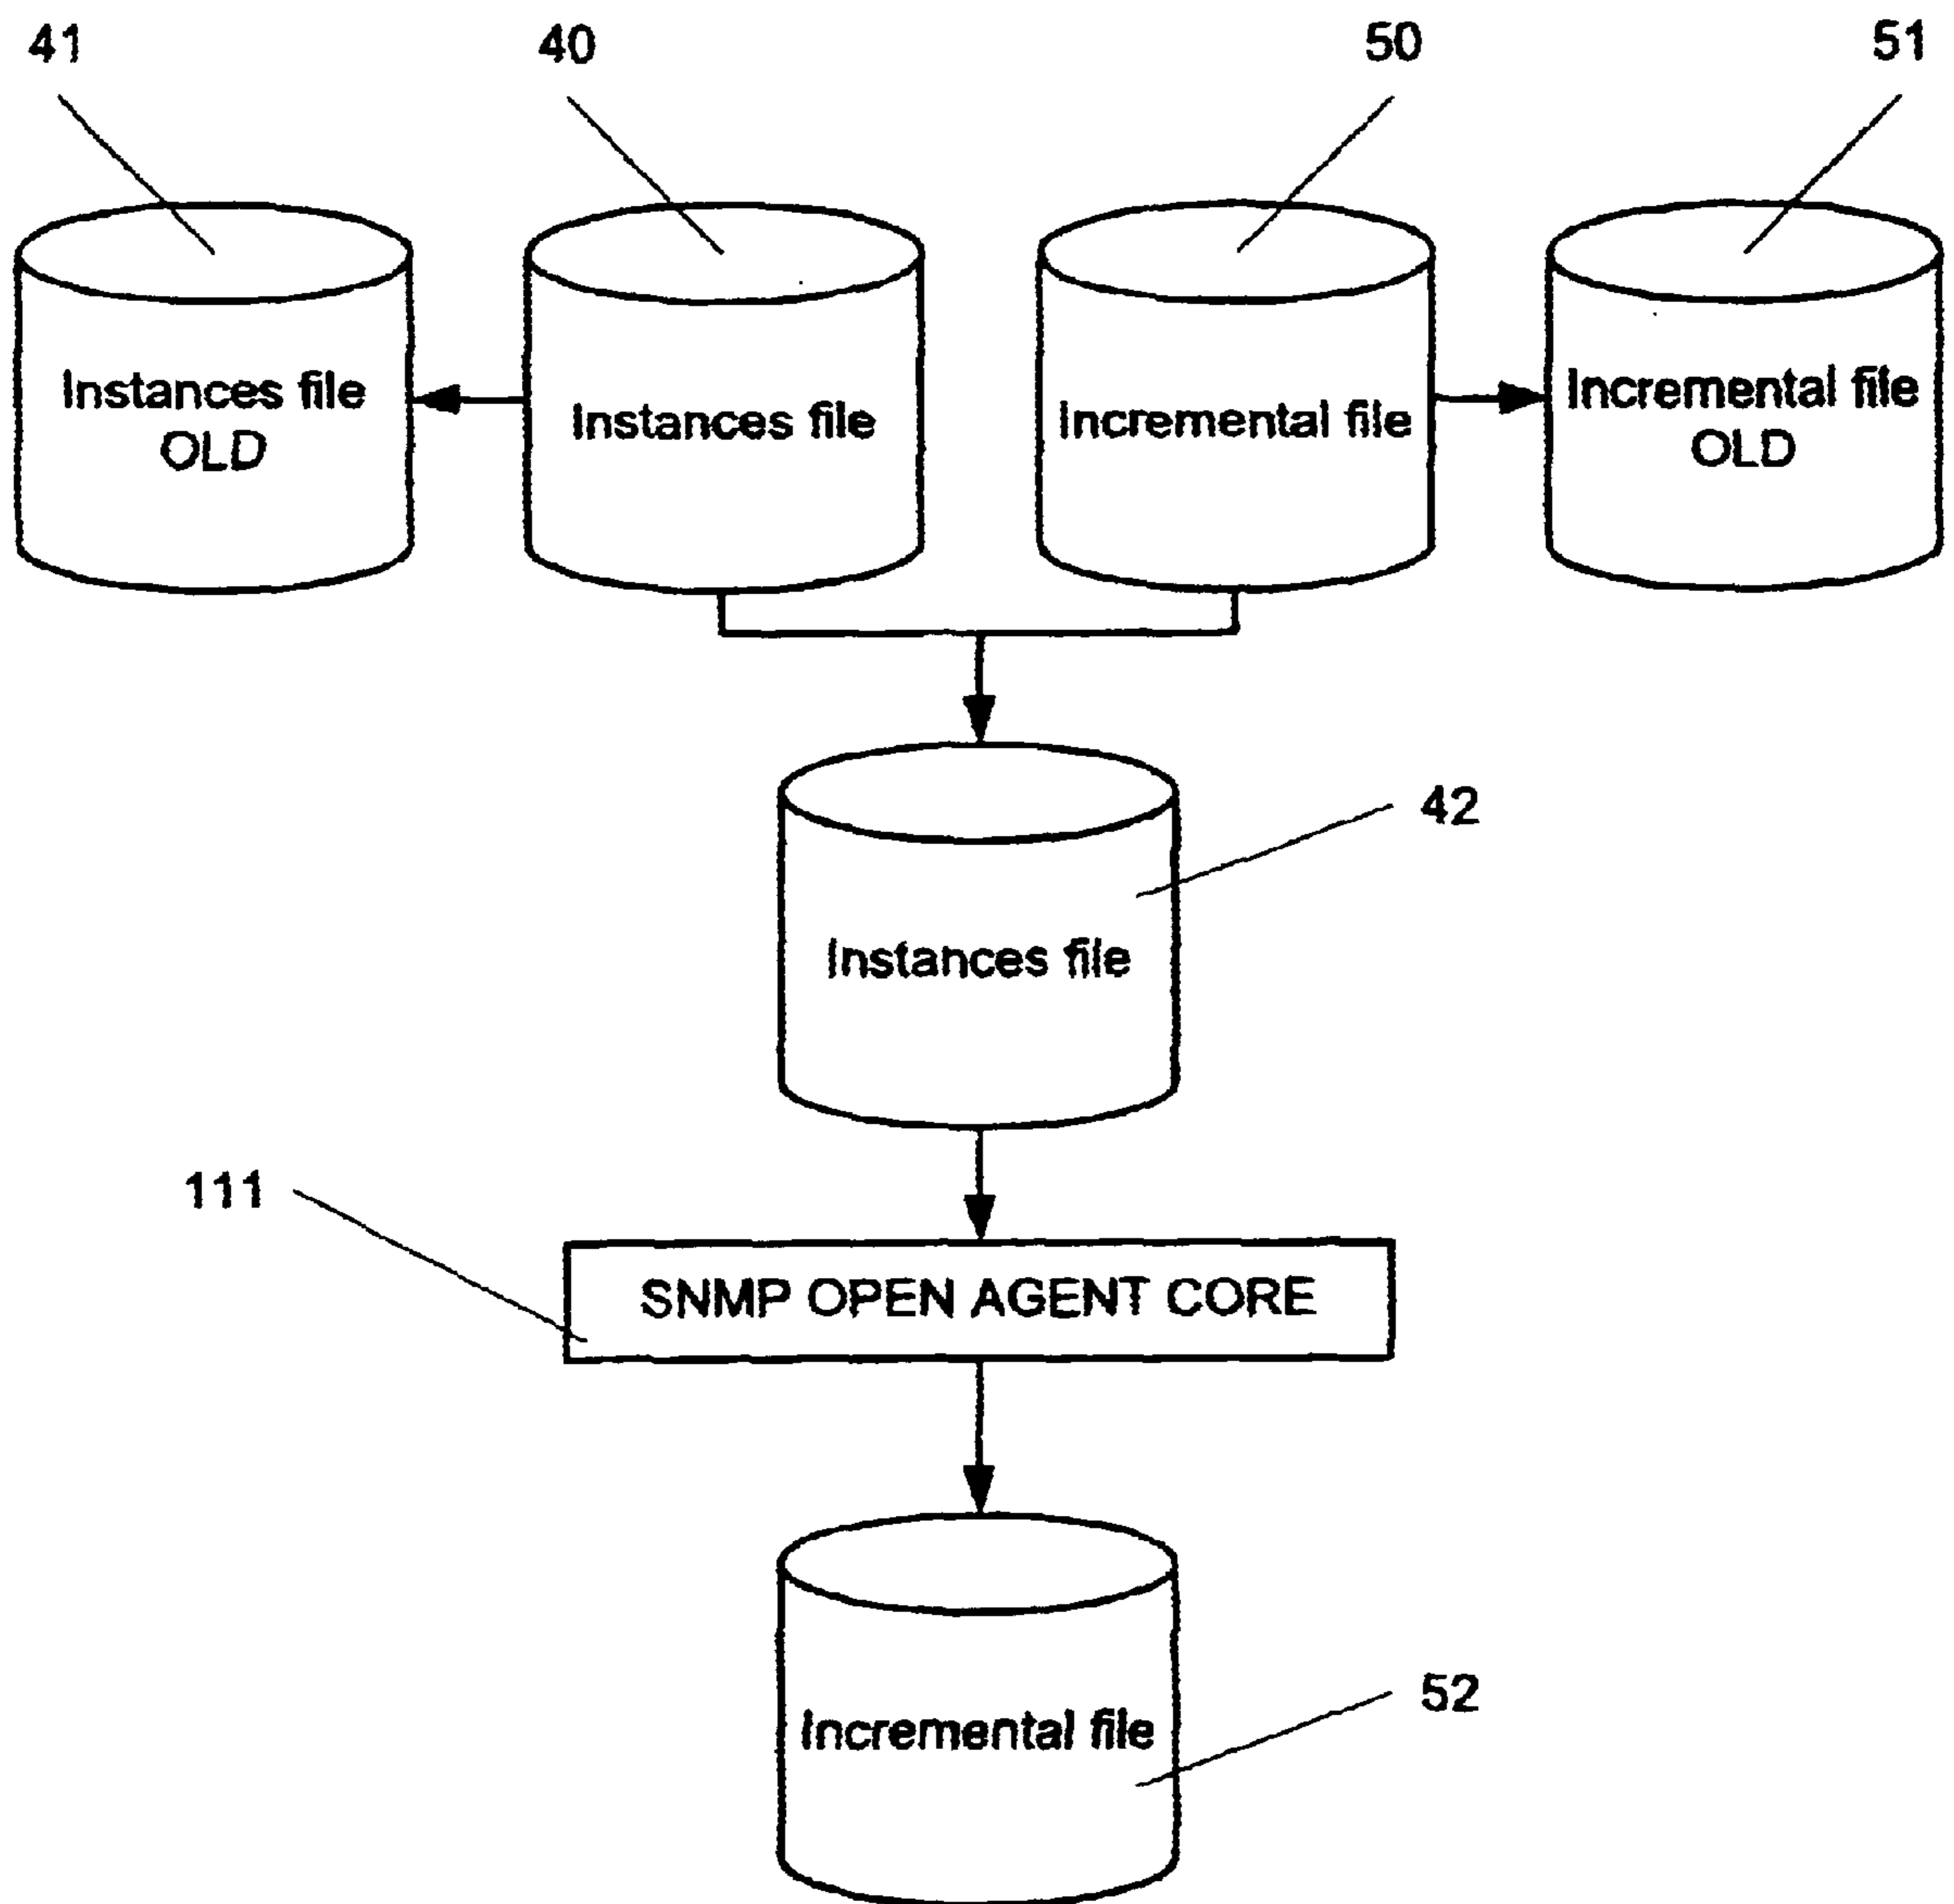 41
40
50
51
Instances file
OLD
Instances file
Incremental file
Incremental file
OLD
42
Instances file
111
SNMP OPEN AGENT CORE
52
Incremental file